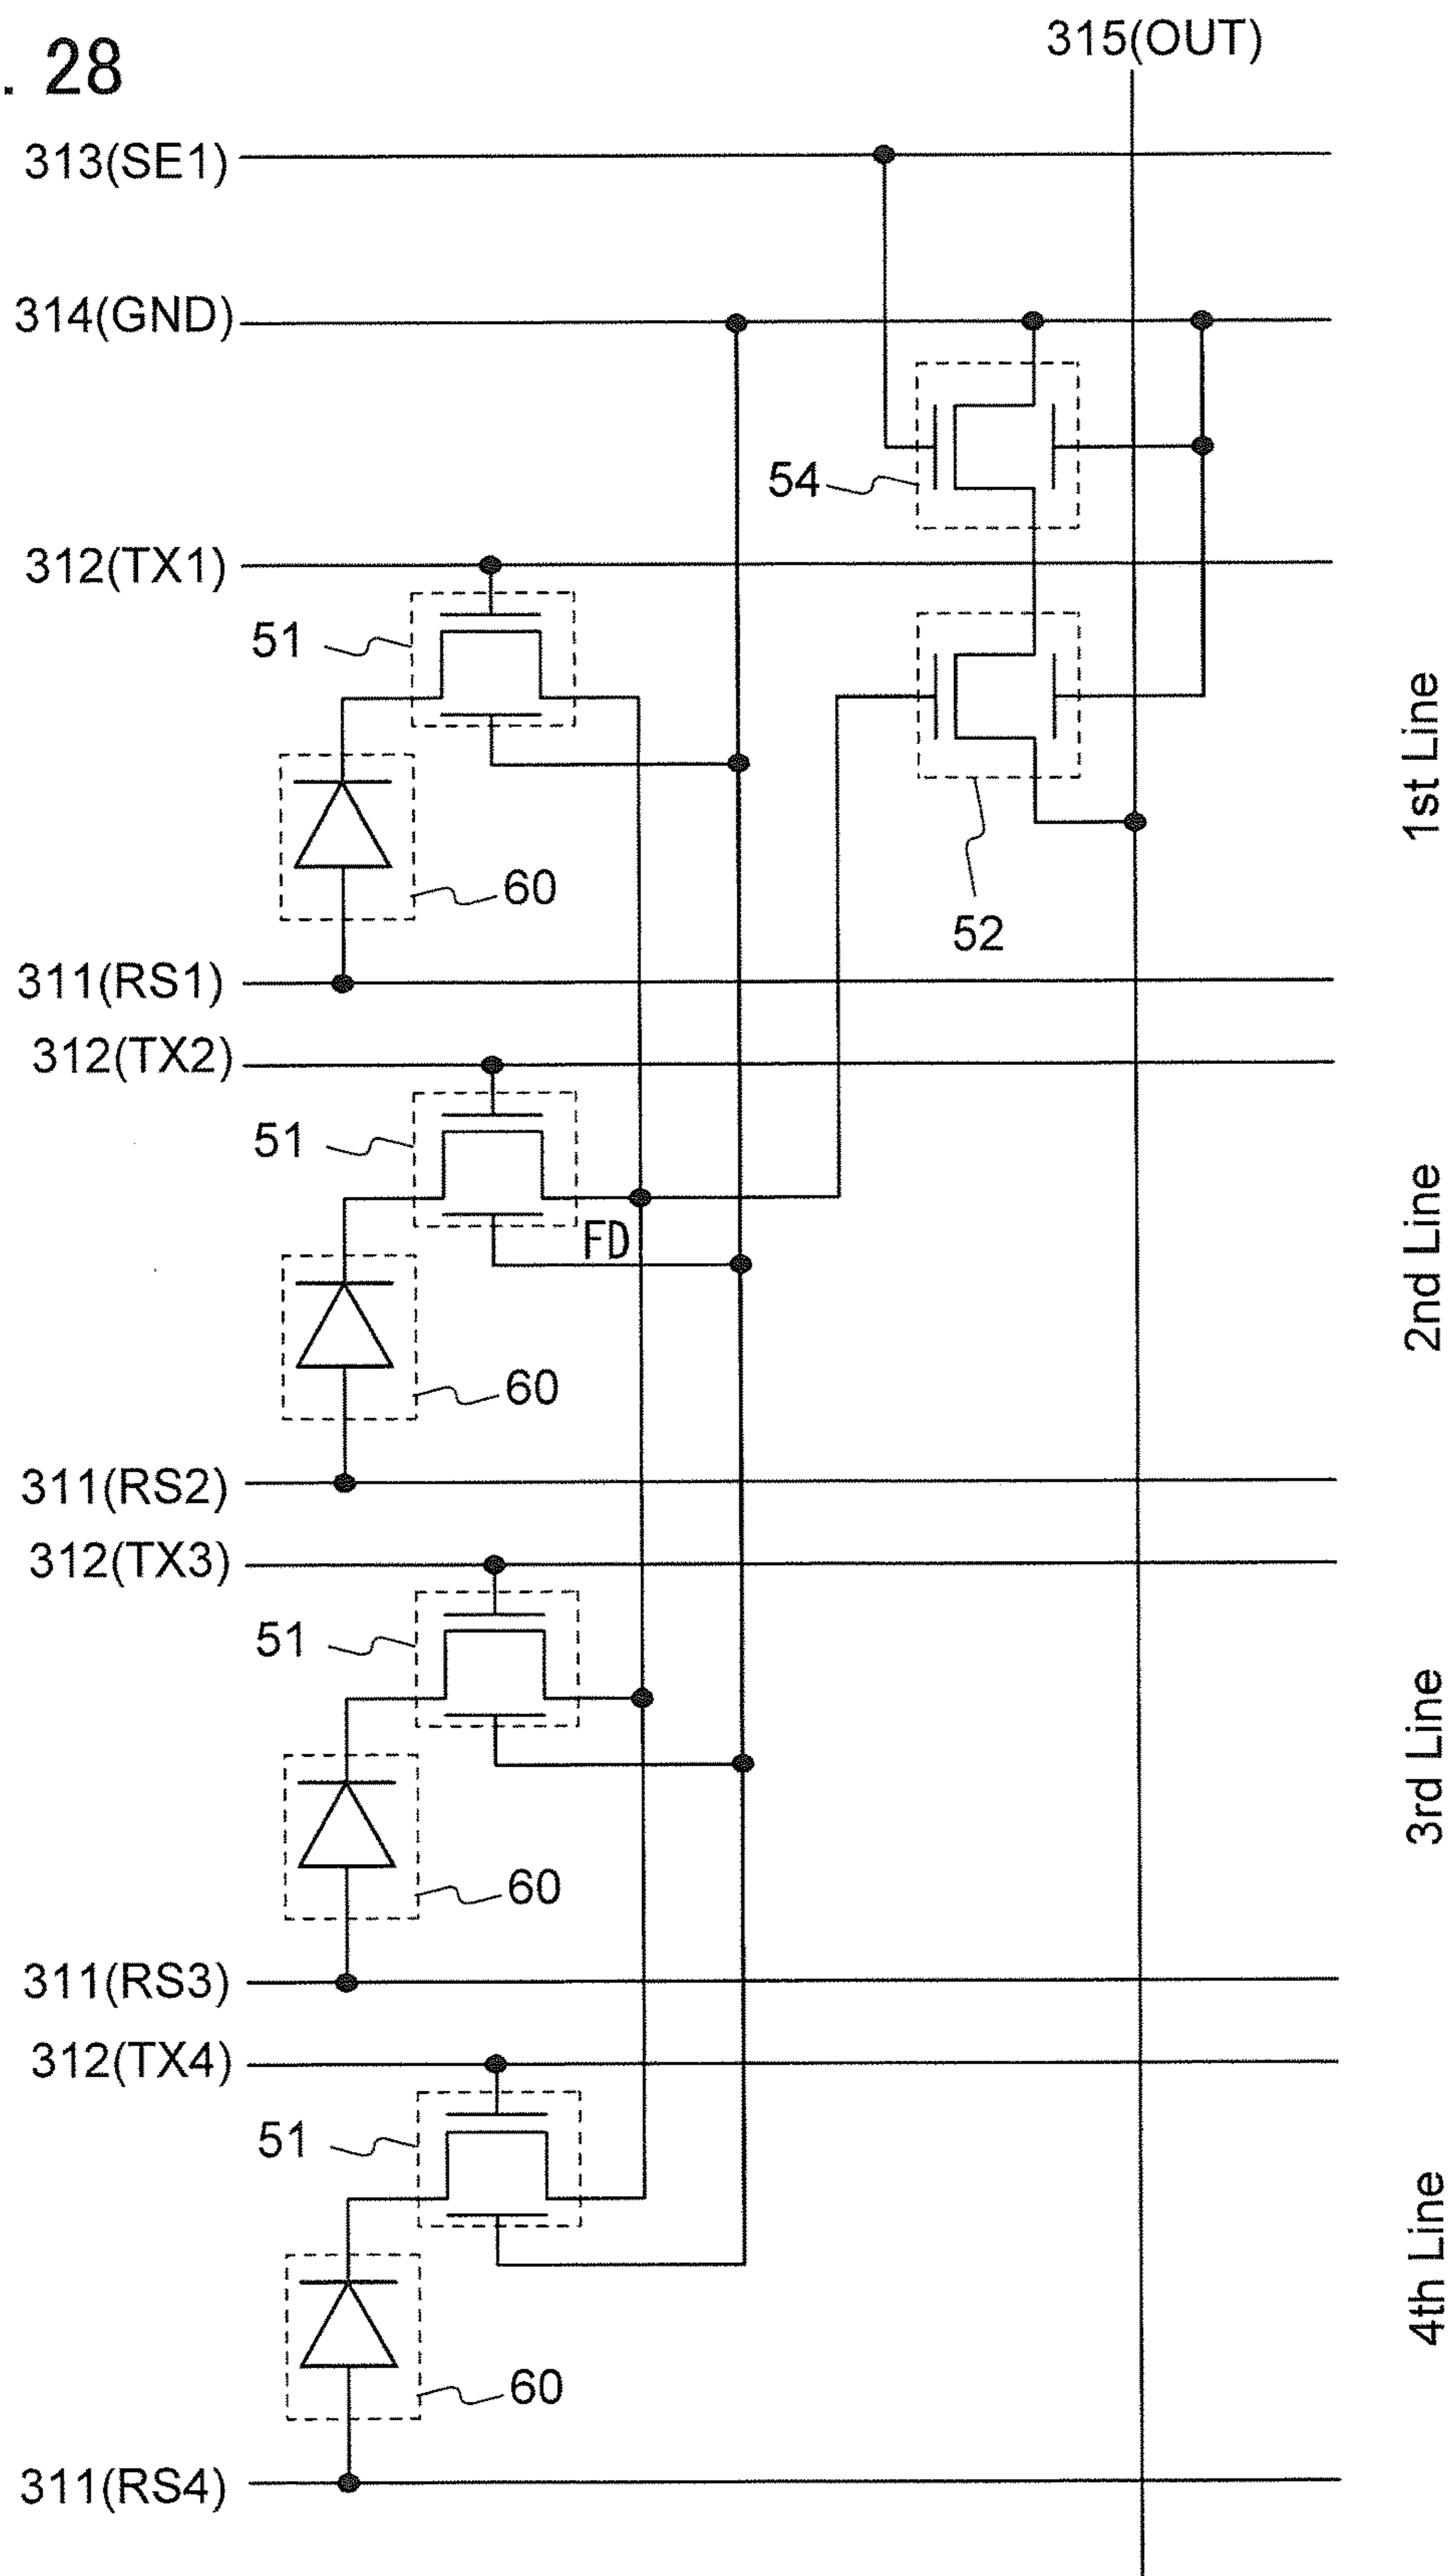 . 28
315(OUT)
313(SE1)
314(GND)
54
312(TX1)
51
60
52
311(RS1)
1st Line
312(TX2)
51
FD
60
311(RS2)
2nd Line
312(TX3)
51
60
311(RS3)
3rd Line
312(TX4)
51
60
311(RS4)
4th Line